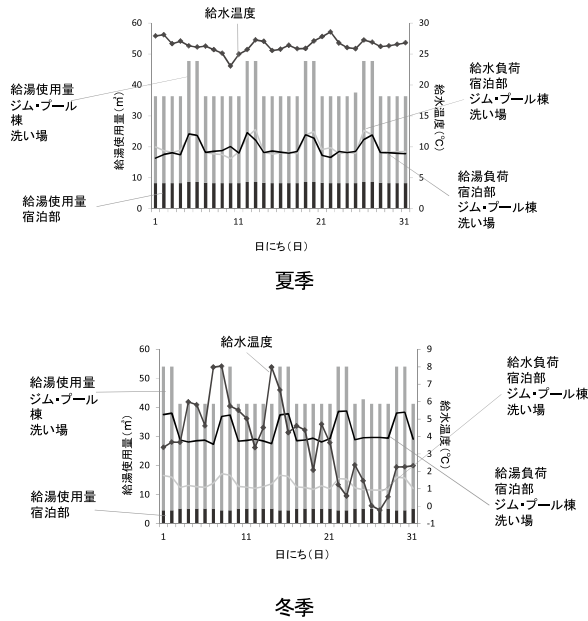 給水温度
60
50
40
30
20
10
0
給湯使用量(㎥)
30
25
20
15
10
5
0
給水温度(℃)
1
11
21
31
日にち(日)
給湯使用量
ジム・プール
棟
洗い場
給湯使用量
宿泊部
給水負荷
宿泊部
ジム・プール棟
洗い場
給湯負荷
宿泊部
ジム・プール棟
洗い場
夏季
給水温度
60
50
40
30
20
10
0
給湯使用量(㎥)
9
8
7
6
5
4
3
2
1
0
-1
給水温度(℃)
1
11
21
31
日にち(日)
給湯使用量
ジム・プール
棟
洗い場
給湯使用量
宿泊部
給水負荷
宿泊部
ジム・プール棟
洗い場
給湯負荷
宿泊部
ジム・プール棟
洗い場
冬季